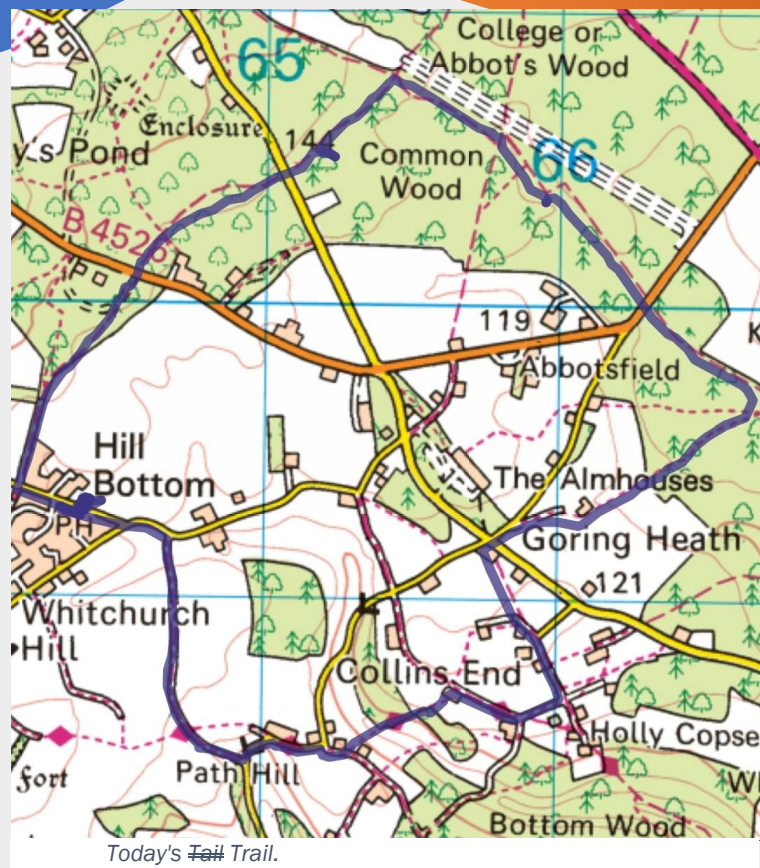 College or
Abbot's Wood
65
Enclosure
144
y's Pond
Common
Wood
66
B 4526
119
K
Abbotsfield
Hill
Bottom
PH
The Almhouses
Goring Heath
121
Whitchurch
Hill
Collins End
Holly Copse
fort
Path Hill
Wh
Bottom Wood
Today's Tail Trail.